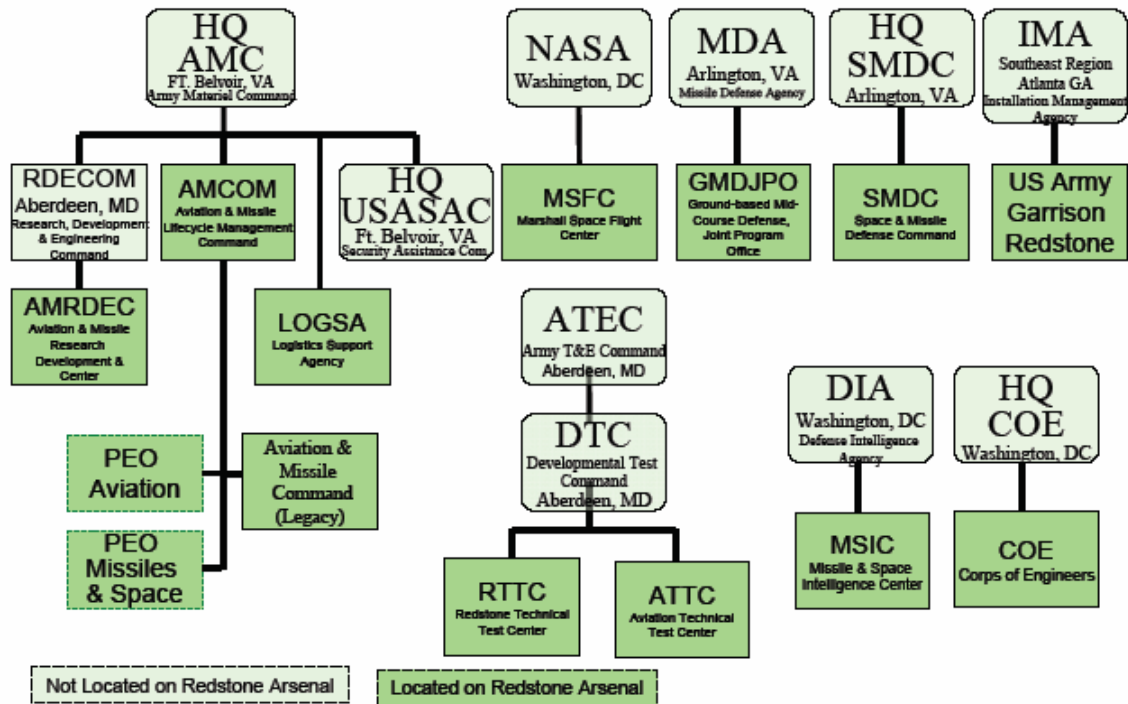 HQ
AMC
FT. Belvoir, VA
Army Materiel Command
NASA
Washington, DC
MDA
Arlington, VA
Missile Defense Agency
HQ
SMDC
Arlington, VA
IMA
Southeast Region
Atlanta GA
Installation Management
Agency
RDECOM
Aberdeen, MD
Research, Development
& Engineering
Command
AMCOM
Aviation & Missile
Lifecycle Management
Command
HQ
USASAC
Ft. Belvoir, VA
Security Assistance Com.
MSFC
Marshall Space Flight
Center
GMDJPO
Ground-based Mid-
Course Defense,
Joint Program
Office
SMDC
Space & Missile
Defense Command
US Army
Garrison
Redstone
AMRDEC
Aviation & Missile
Research
Development &
Center
LOGSA
Logistics Support
Agency
ATEC
Army T&E Command
Aberdeen, MD
DTC
Developmental Test
Command
Aberdeen, MD
DIA
Washington, DC
Defense Intelligence
Agency
HQ
COE
Washington, DC
PEO
Aviation
Aviation &
Missile
Command
(Legacy)
PEO
Missiles
& Space
RTTC
Redstone Technical
Test Center
ATTC
Aviation Technical
Test Center
MSIC
Missile & Space
Intelligence Center
COE
Corps of Engineers
Not Located on Redstone Arsenal
Located on Redstone Arsenal